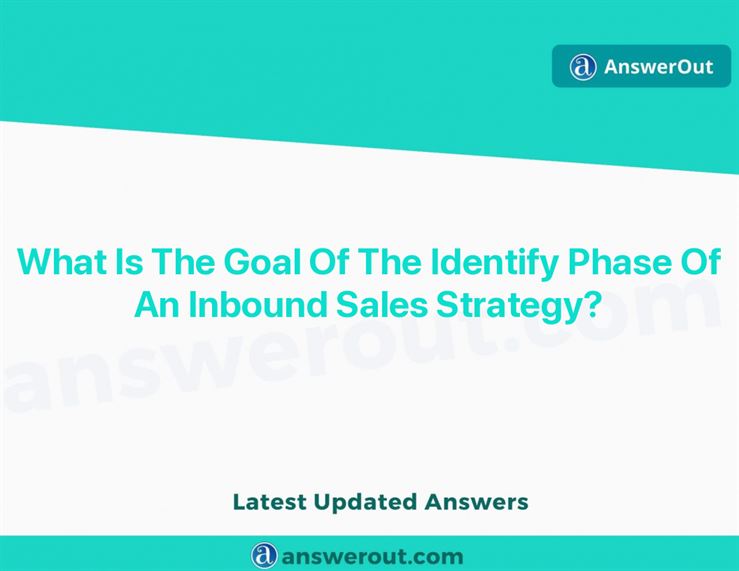 AnswerOut
What Is The Goal Of The Identify Phase Of
An Inbound Sales Strategy?
answerout.com
Latest Updated Answers
answerout.com